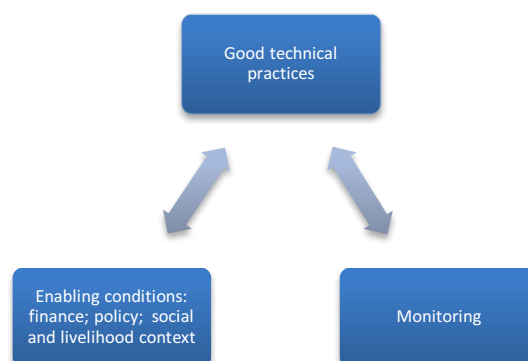 Good technical
practices
Enabling conditions:
finance; policy; social
and livelihood context
Monitoring